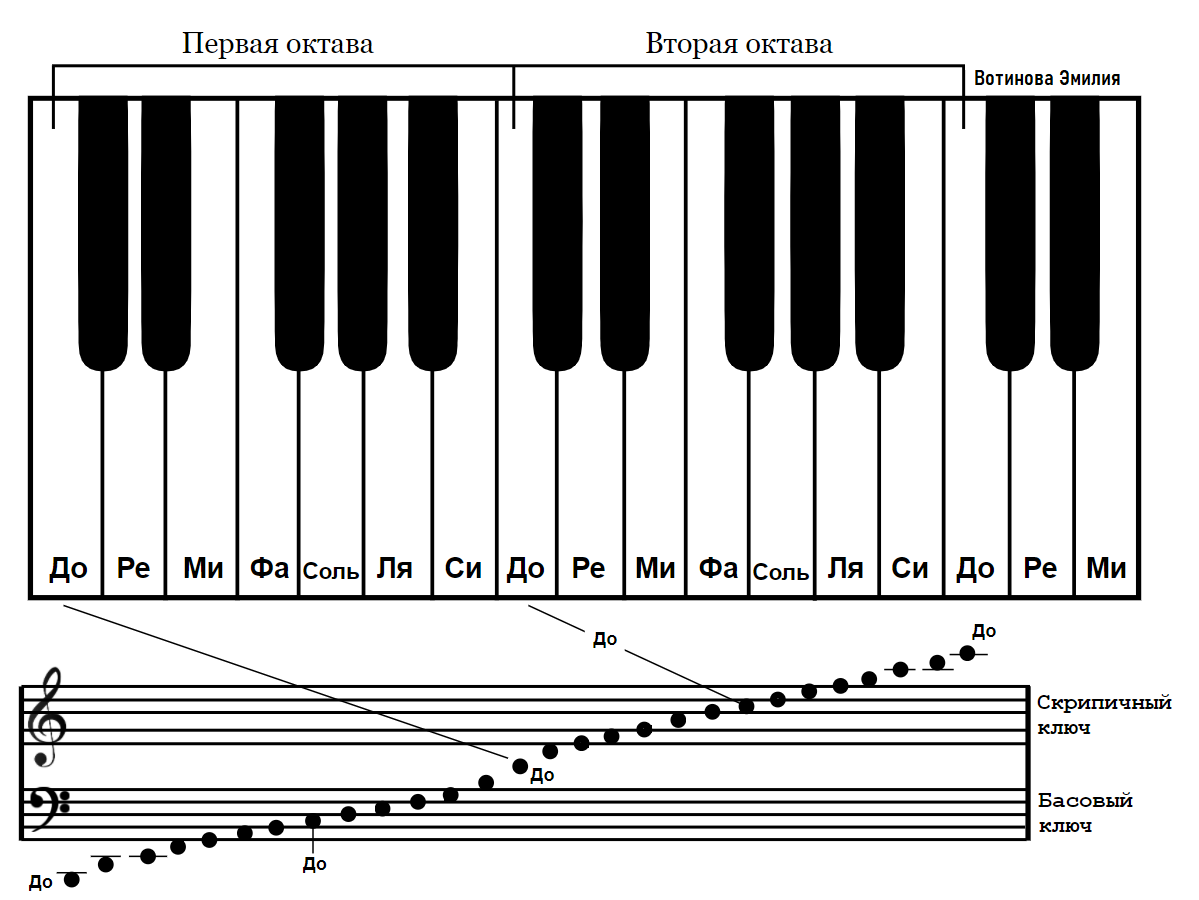 Первая октава
Вторая октава
Вотинова Эмилия
До Ре Ми Фа Соль Ля Си До Ре Ми Фа Соль Ля Си До Ре Ми
До
До
Скрипичный
ключ
До
Басовый
ключ
До
До